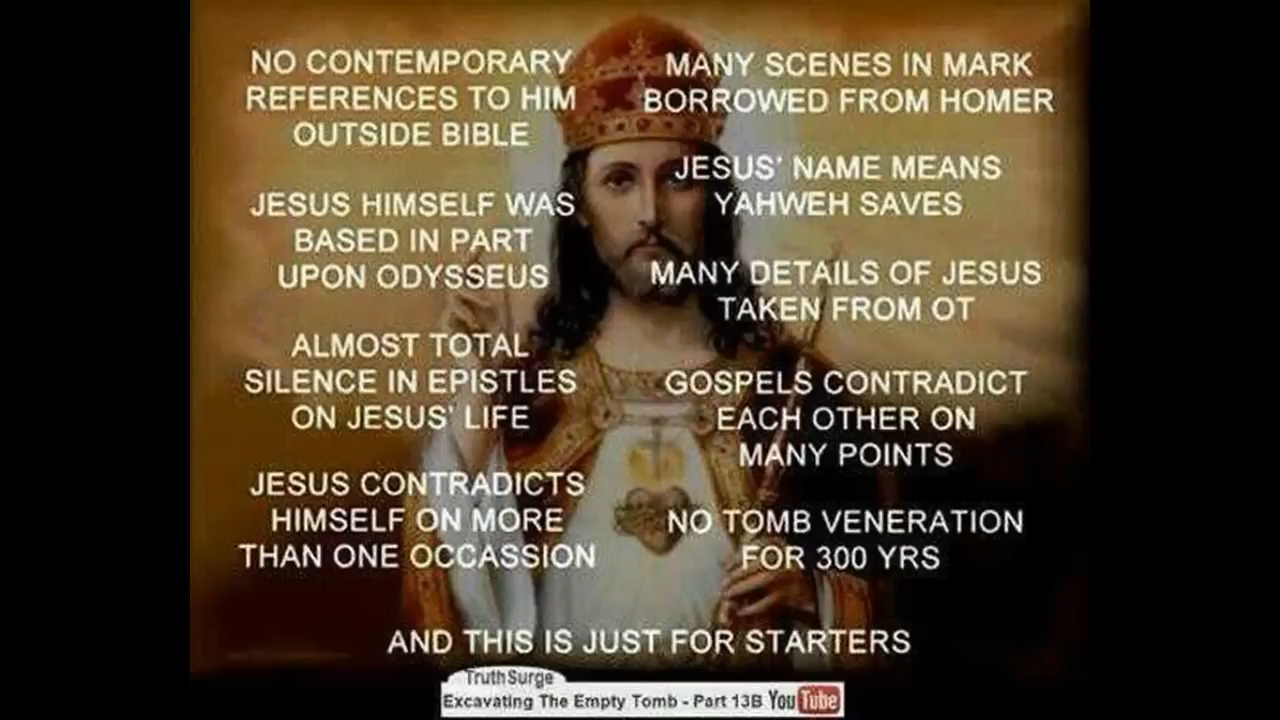 NO CONTEMPORARY
REFERENCES TO HIM
OUTSIDE BIBLE
JESUS HIMSELF WAS
BASED IN PART
UPON ODYSSEUS
ALMOST TOTAL
SILENCE IN EPISTLES
ON JESUS' LIFE
JESUS CONTRADICTS
HIMSELF ON MORE
THAN ONE OCCASSION
MANY SCENES IN MARK
BORROWED FROM HOMER
JESUS' NAME MEANS
YAHWEH SAVES
MANY DETAILS OF JESUS
TAKEN FROM OT
GOSPELS CONTRADICT
EACH OTHER ON
MANY POINTS
NO TOMB VENERATION
FOR 300 YRS
AND THIS IS JUST FOR STARTERS
TruthSurge
Excavating The Empty Tomb - Part 13B YouTube